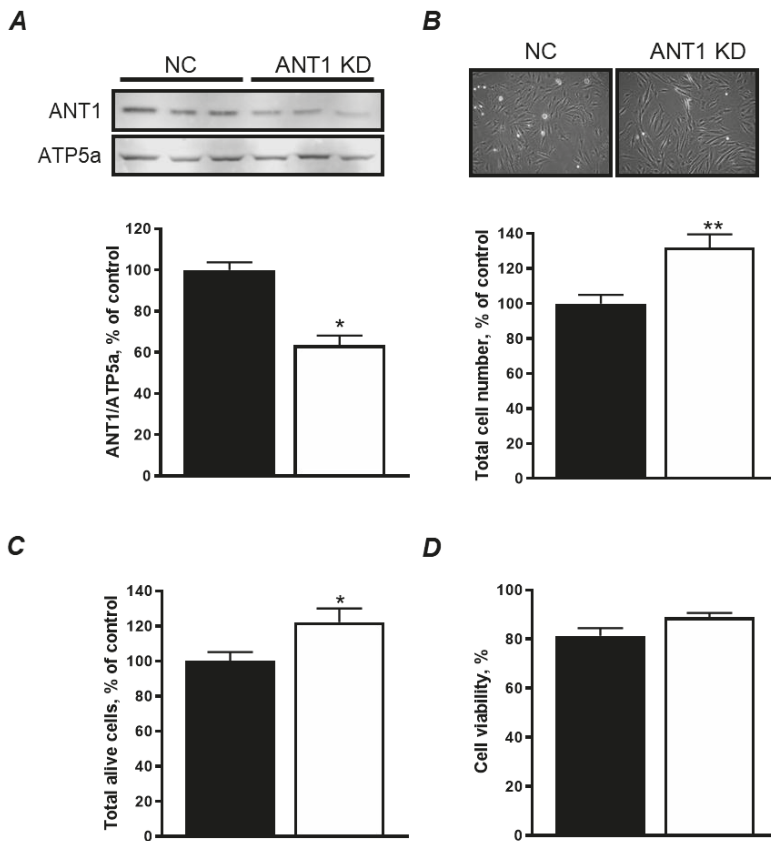 A
NC
ANT1 KD
ANT1
ATP5a
120
100
80
60
40
20
0
ANT1/ATP5a, % of control
*
B
NC
ANT1 KD
140
120
100
80
60
40
20
0
Total cell number, % of control
**
C
140
120
100
80
60
40
20
0
Total alive cells, % of control
*
D
100
80
60
40
20
0
Cell viability, %